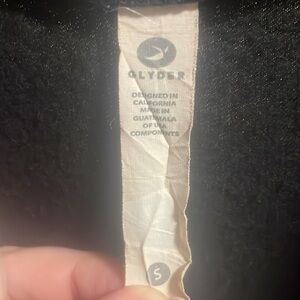 GLYDER
DESIGNED IN
CALIFORNIA
MADE IN
GUATEMALA
OF USA
COMPONENTS
S